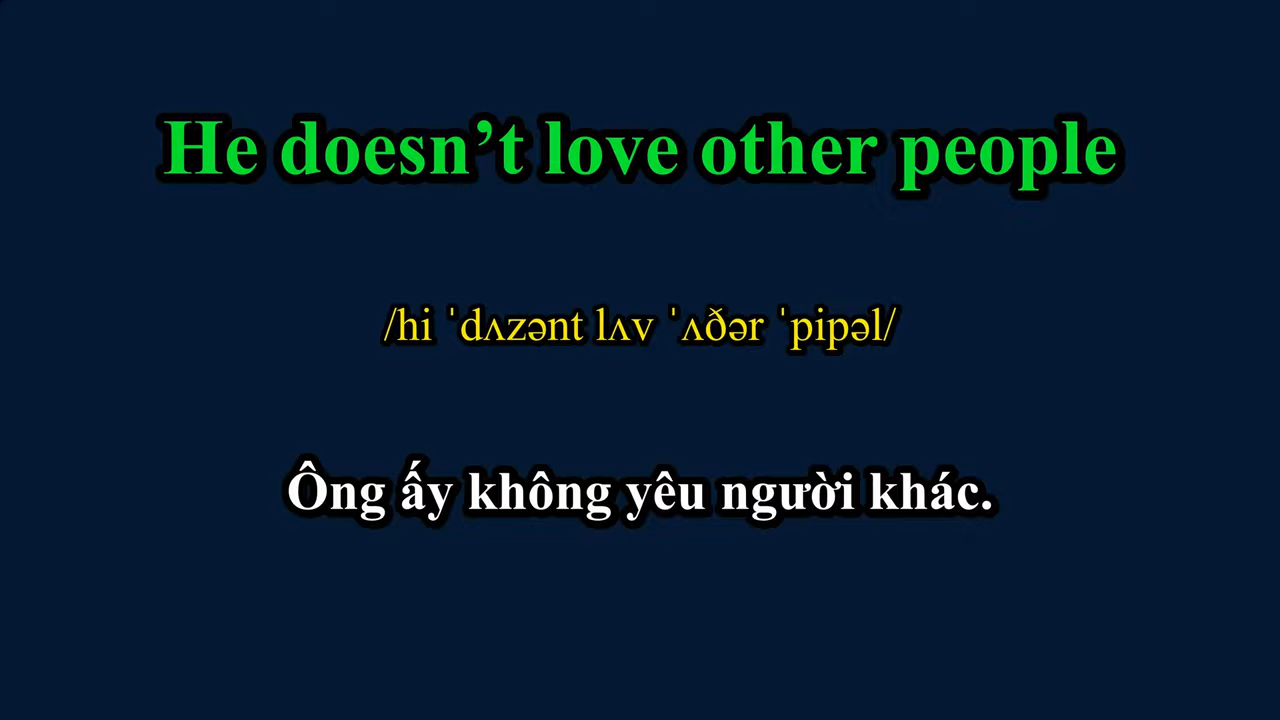 He doesn’t love other people
/hi ˈdʌzənt lʌv ˈʌðər ˈpipəl/
Ông ấy không yêu người khác.